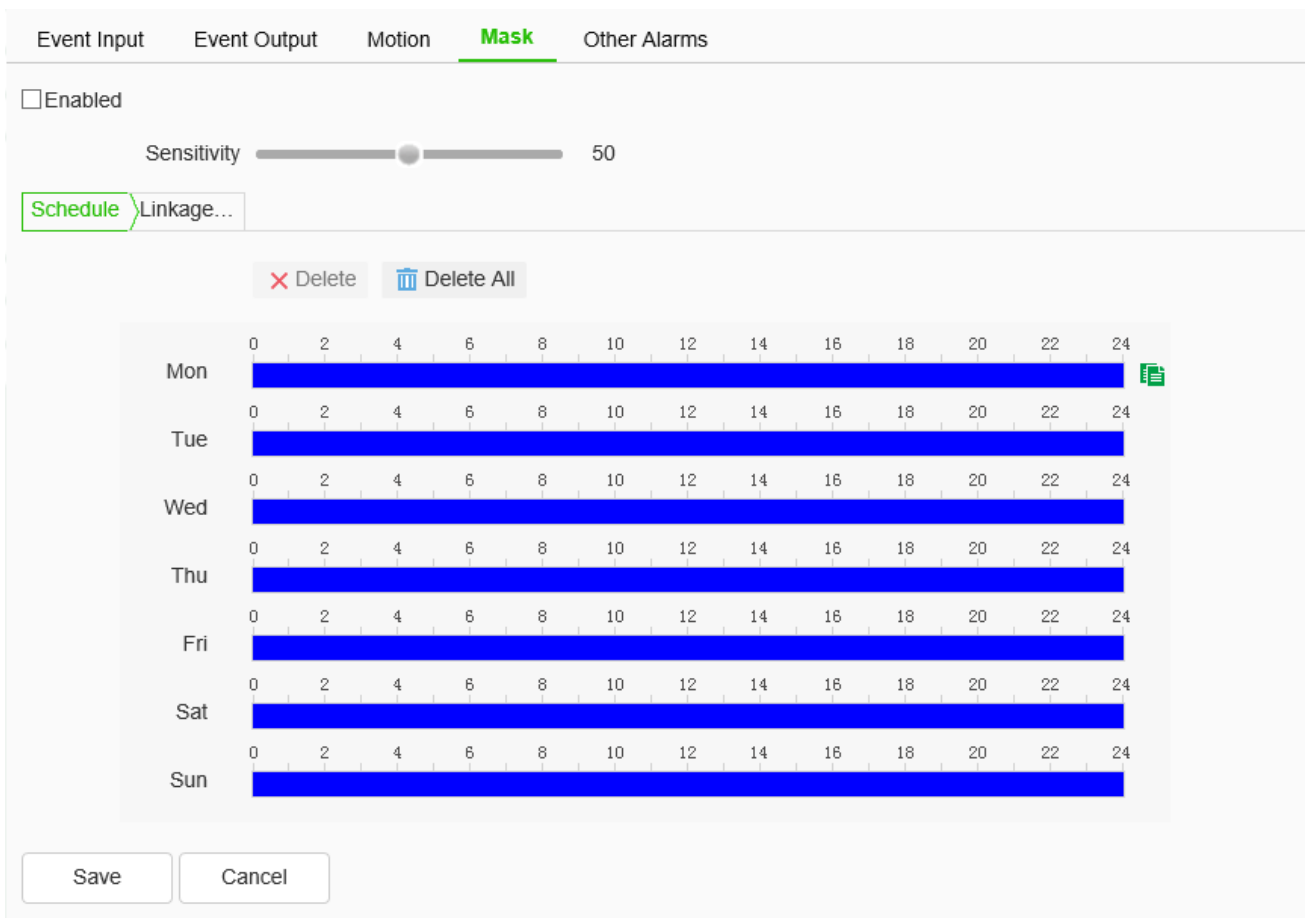 Event Input Event Output Motion Mask Other Alarms
Enabled
Sensitivity 50
Schedule Linkage...
Delete Delete All
0 2 4 6 8 10 12 14 16 18 20 22 24
Mon
0 2 4 6 8 10 12 14 16 18 20 22 24
Tue
0 2 4 6 8 10 12 14 16 18 20 22 24
Wed
0 2 4 6 8 10 12 14 16 18 20 22 24
Thu
0 2 4 6 8 10 12 14 16 18 20 22 24
Fri
0 2 4 6 8 10 12 14 16 18 20 22 24
Sat
0 2 4 6 8 10 12 14 16 18 20 22 24
Sun
Save Cancel